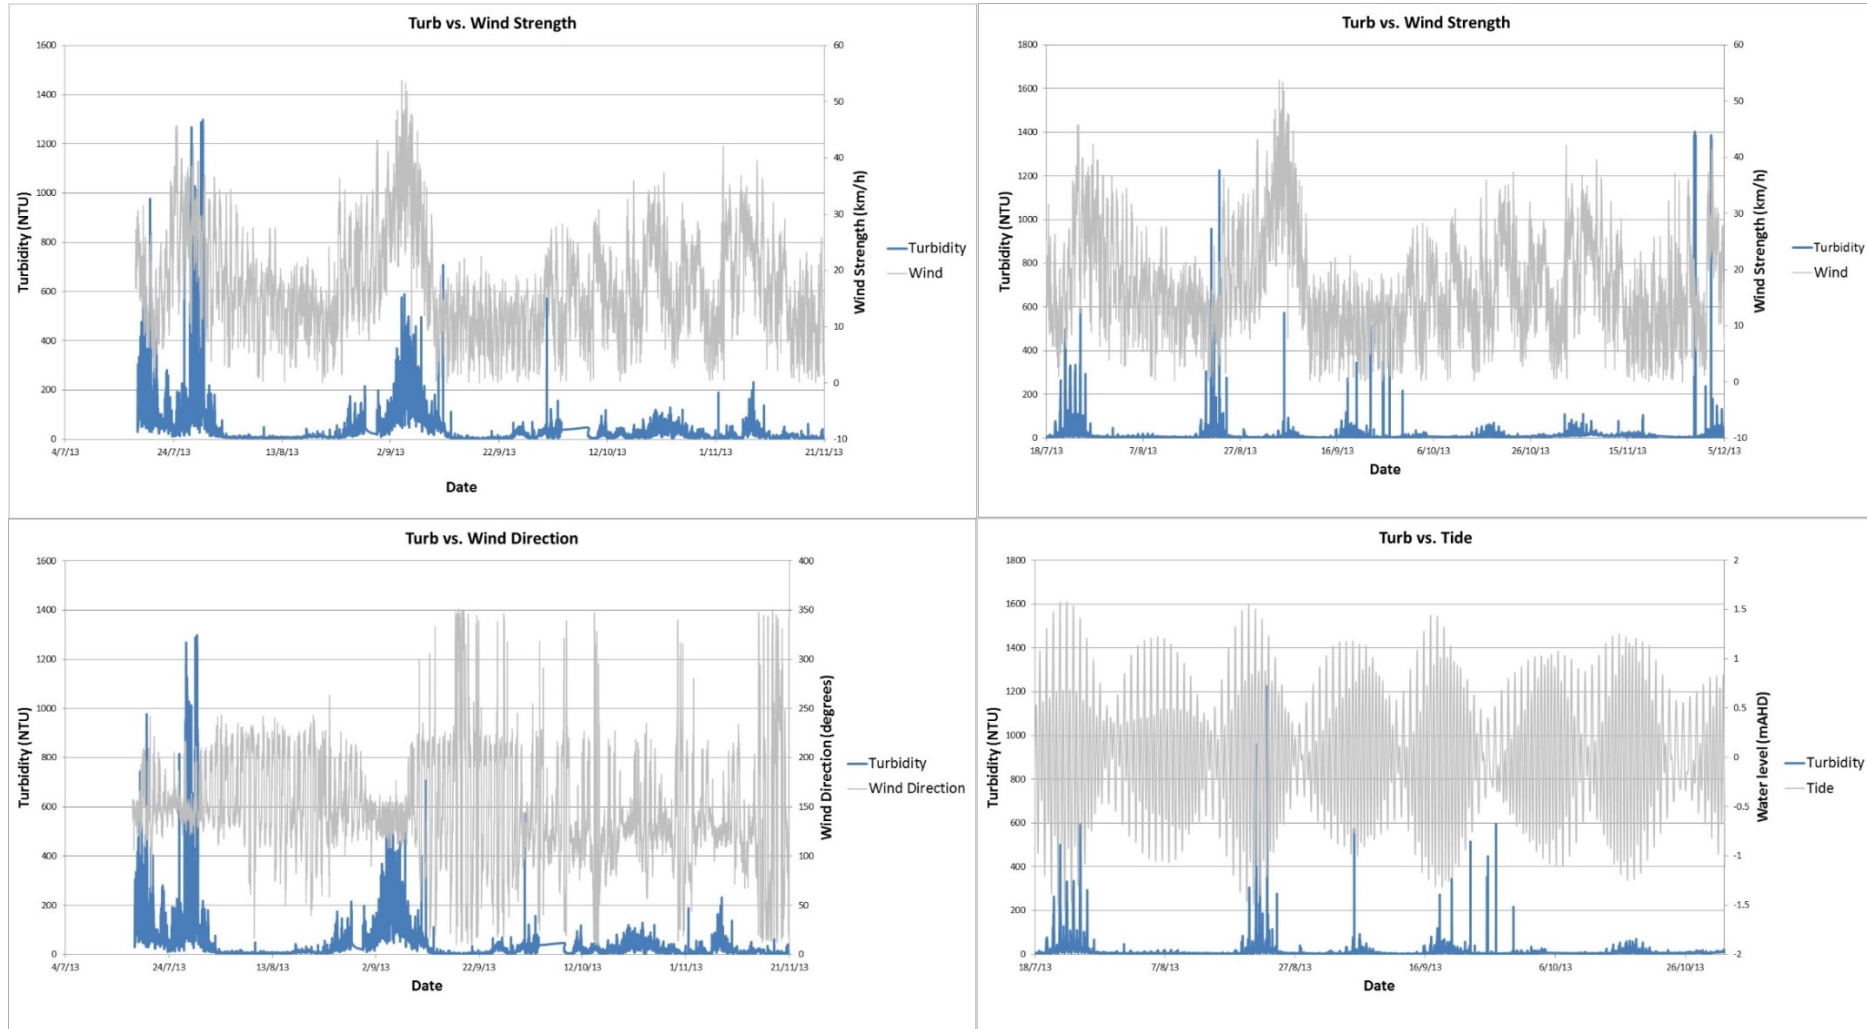 Turb vs. Wind Strength
1600
1400
1200
1000
800
600
400
200
0
Turbidity (NTU)
60
50
40
30
20
10
0
-10
Wind Strength (km/h)
4/7/13 24/7/13 13/8/13 2/9/13 22/9/13 12/10/13 1/11/13 21/11/13
Date
Turbidity
Wind
Turb vs. Wind Strength
1800
1600
1400
1200
1000
800
600
400
200
0
Turbidity (NTU)
60
50
40
30
20
10
0
-10
Wind Strength (km/h)
18/7/13 7/8/13 27/8/13 16/9/13 6/10/13 26/10/13 15/11/13 5/12/13
Date
Turbidity
Wind
Turb vs. Wind Direction
1600
1400
1200
1000
800
600
400
200
0
Turbidity (NTU)
400
350
300
250
200
150
100
50
0
Wind Direction (degrees)
4/7/13 24/7/13 13/8/13 2/9/13 22/9/13 12/10/13 1/11/13 21/11/13
Date
Turbidity
Wind Direction
Turb vs. Tide
1800
1600
1400
1200
1000
800
600
400
200
0
Turbidity (NTU)
2
1.5
1
0.5
0
-0.5
-1
-1.5
-2
Water level (mAHD)
18/7/13 7/8/13 27/8/13 16/9/13 6/10/13 26/10/13
Date
Turbidity
Tide